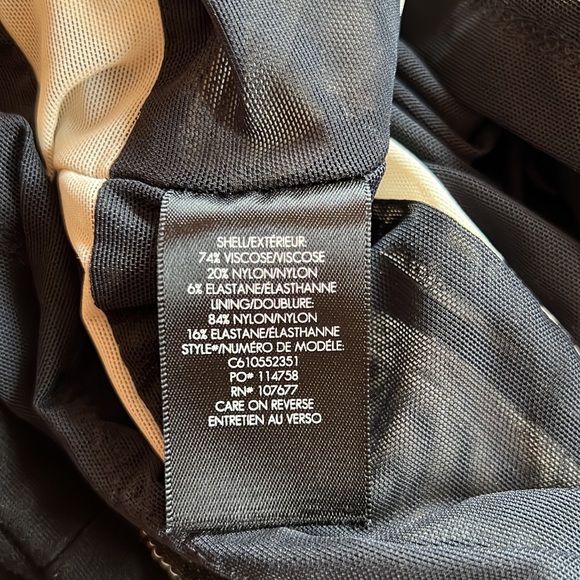 SHELL/EXTÉRIEUR:
74% VISCOSE/VISCOSE
20% NYLON/NYLON
6% ELASTANE/ÉLASTHANNE
LINING/DOUBLURE:
84% NYLON/NYLON
16% ELASTANE/ÉLASTHANNE
STYLE#/NUMÉRO DE MODÈLE:
C610552351
PO# 114758
RN# 107677
CARE ON REVERSE
ENTRETIEN AU VERSO